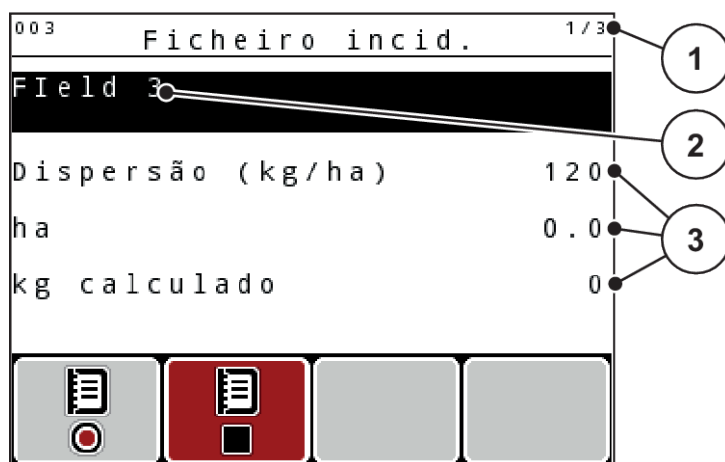 003 Ficheiro incid. 1/3
FIeld 3
Dispersão (kg/ha) 120
ha 0.0
kg calculado 0
1
2
3